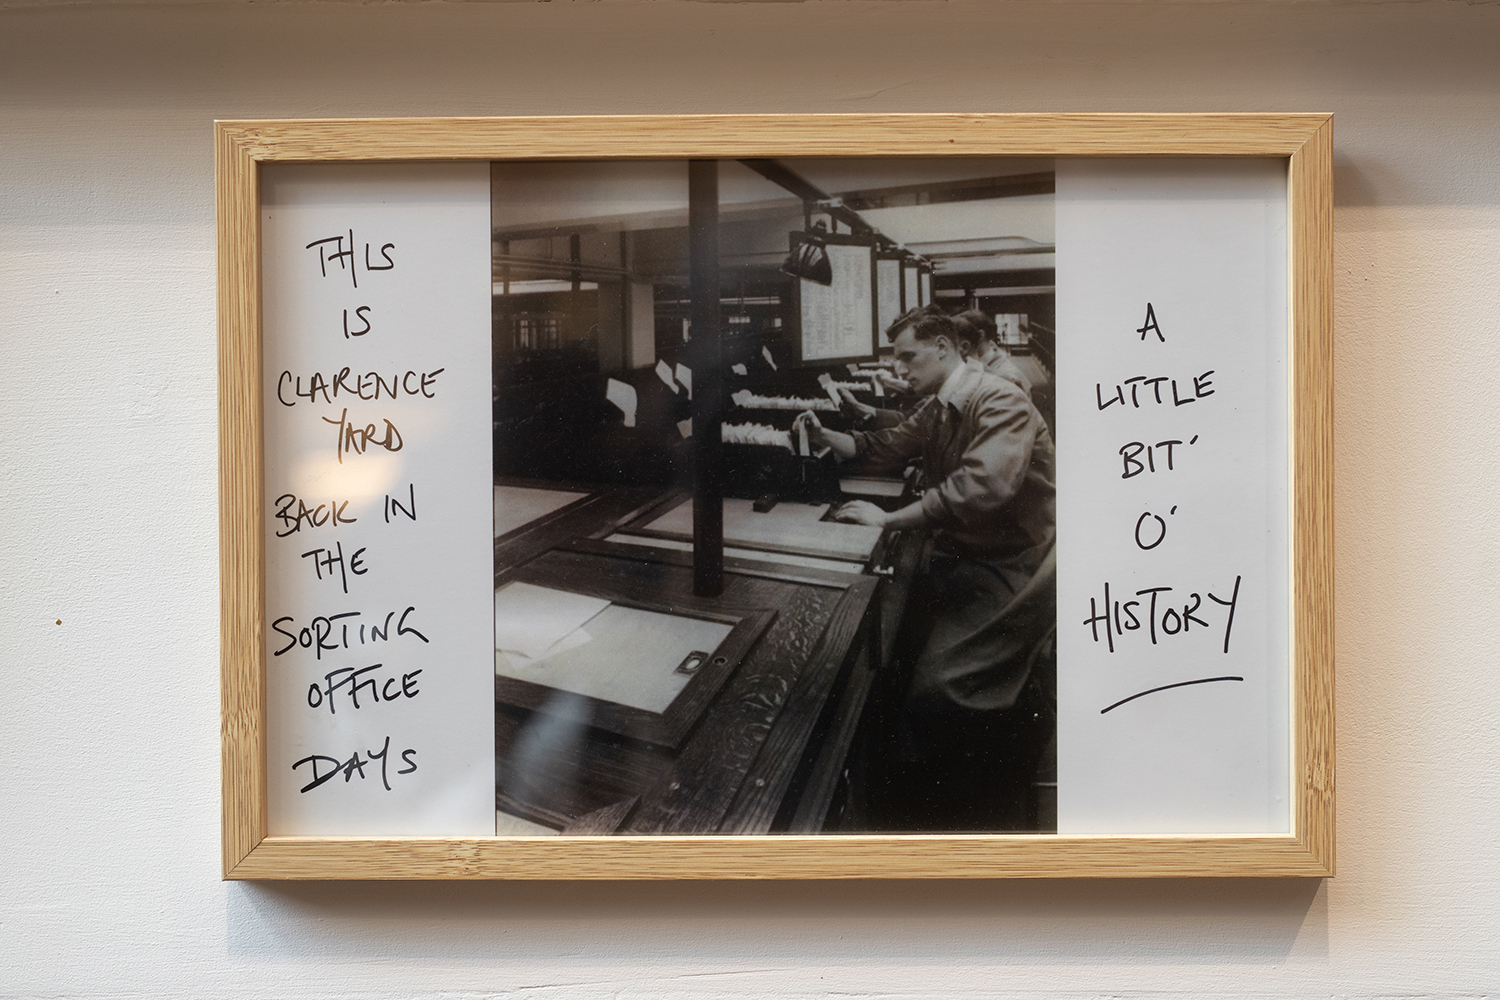 THIS
IS
CLARENCE
YARD
BACK IN
THE
SORTING
OFFICE
DAYS
A
LITTLE
BIT'
O'
HISTORY